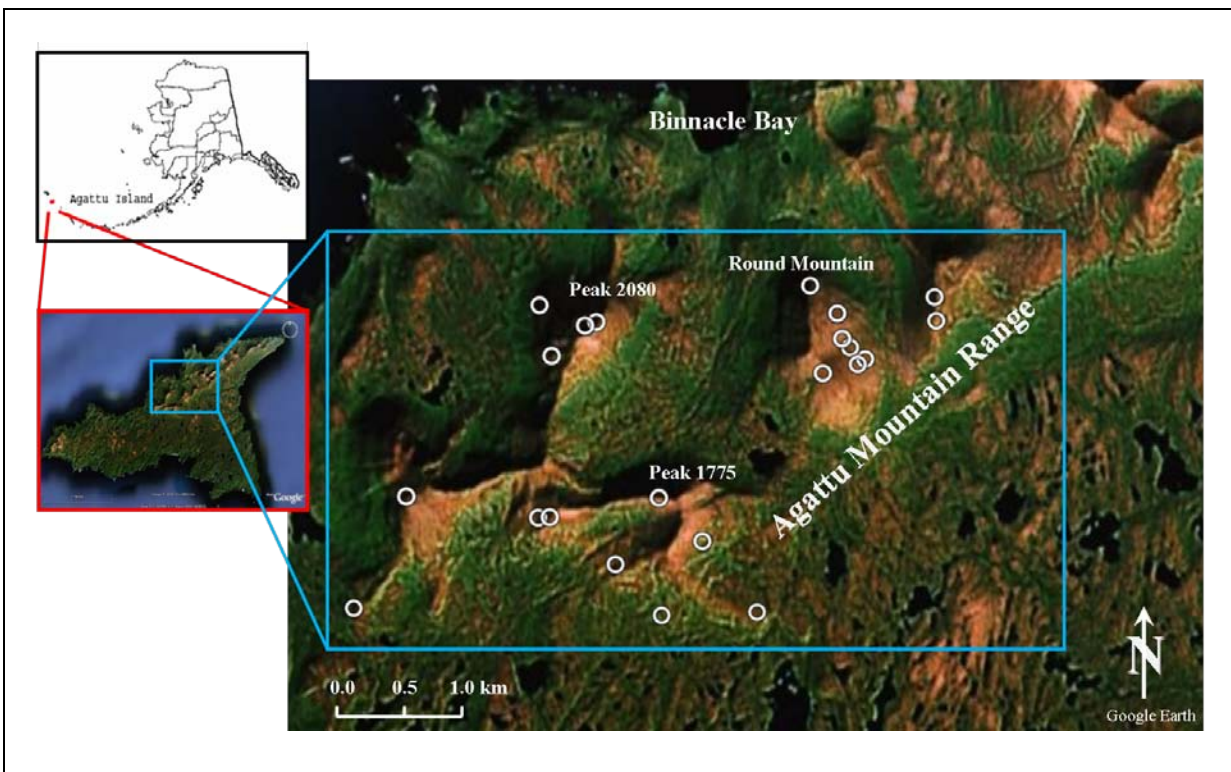 Agattu Island
Binnacle Bay
Round Mountain
Peak 2080
Agattu Mountain Range
Peak 1775
Google
0.0 0.5 1.0 km
N
Google Earth